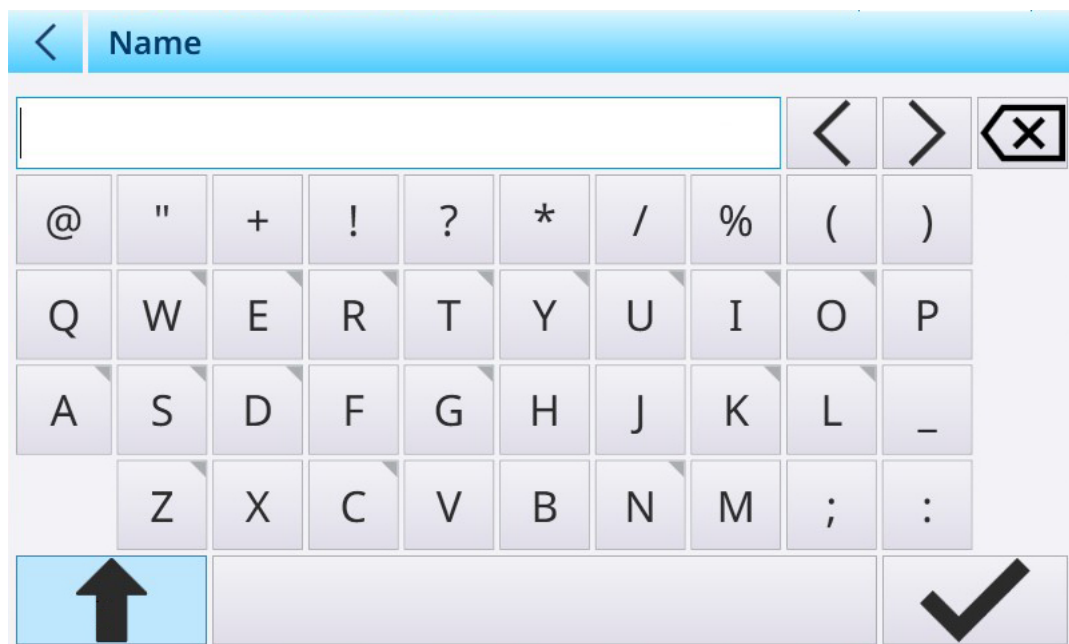 Name
@ " + ! ? * / % ( )
Q W E R T Y U I O P
A S D F G H J K L _
Z X C V B N M ; :